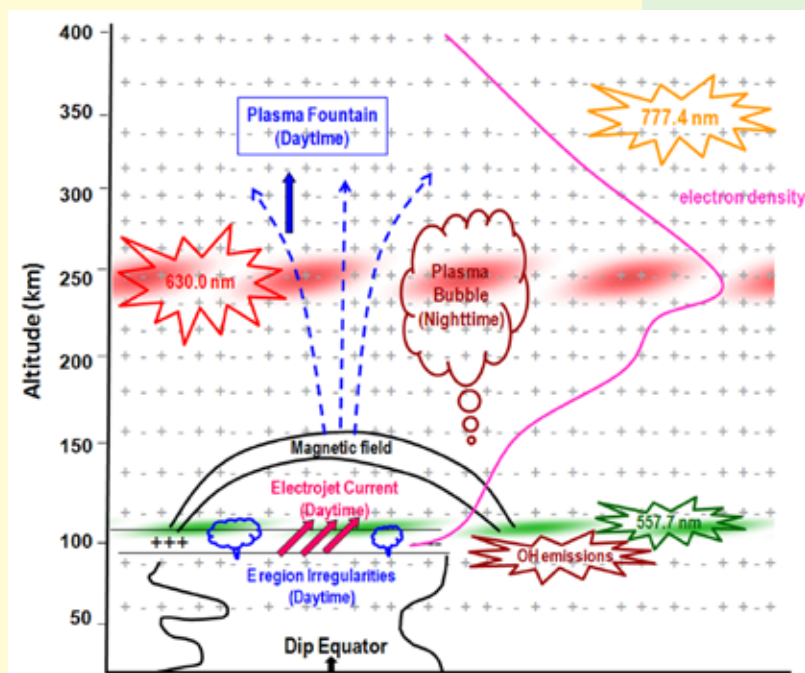 400
350
300
250
200
150
100
50
Altitude (km)
Plasma Fountain
(Daytime)
777.4 nm
electron density
630.0 nm
Plasma
Bubble
(Nighttime)
Magnetic field
Electrojet Current
(Daytime)
557.7 nm
+++
--
OH emissions
E region Irregularities
(Daytime)
Dip Equator